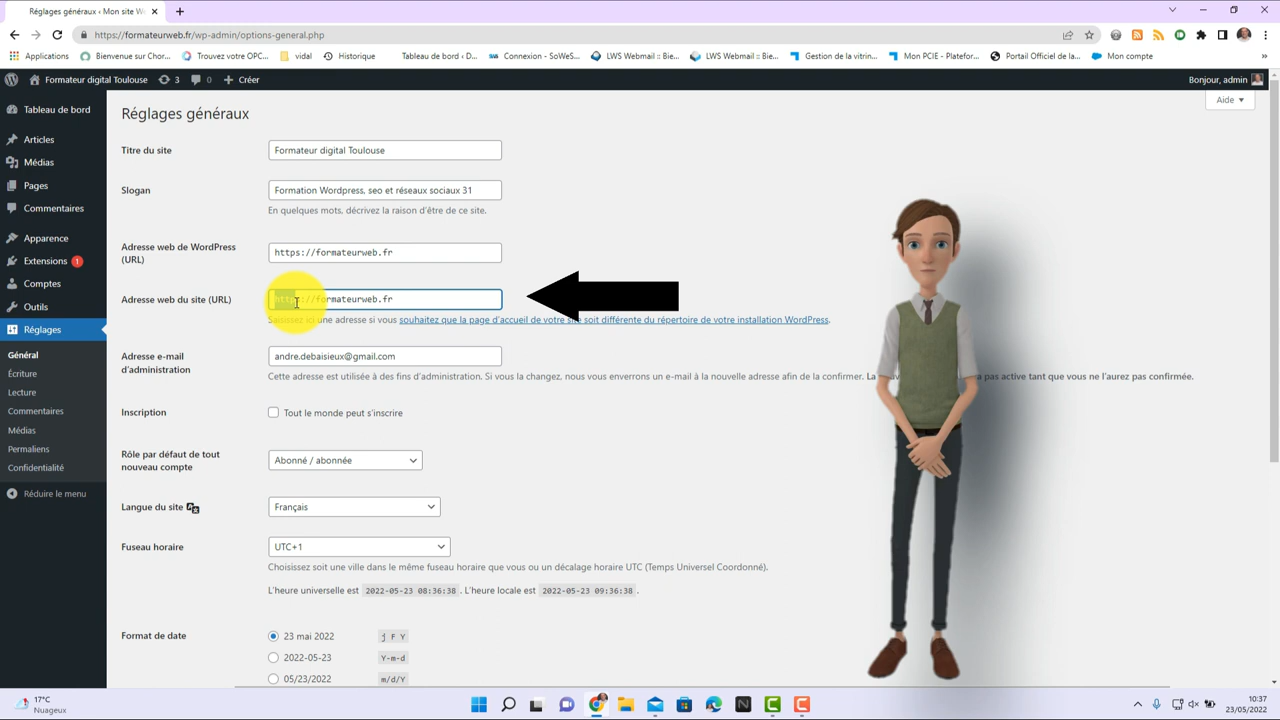 Réglages généraux ‹ Mon site W
https://formateurweb.fr/wp-admin/options-general.php
Applications
Bienvenue sur Chor...
Trouvez votre OPC...
vidal
Historique
Tableau de bord ‹ D...
Connexion - SoWeS...
LWS Webmail :: Bie...
LWS Webmail :: Bie...
Gestion de la vitrin...
Mon PCIE - Platefor...
Portail Officiel de la...
Mon compte
»
Formateur digital Toulouse
3
0
Créer
Bonjour, admin
Tableau de bord
Articles
Médias
Pages
Commentaires
Apparence
Extensions 1
Comptes
Outils
Réglages
Général
Écriture
Lecture
Commentaires
Médias
Permaliens
Confidentialité
Réduire le menu
Aide
Réglages généraux
Titre du site
Formateur digital Toulouse
Slogan
Formation Wordpress, seo et réseaux sociaux 31
En quelques mots, décrivez la raison d'être de ce site.
Adresse web de WordPress
(URL)
https://formateurweb.fr
Adresse web du site (URL)
https://formateurweb.fr
Saisissez ici une adresse si vous souhaitez que la page d'accueil de votre site soit différente du répertoire de votre installation WordPress.
Adresse e-mail
d'administration
andre.debaisieux@gmail.com
Cette adresse est utilisée à des fins d'administration. Si vous la changez, nous vous enverrons un e-mail à la nouvelle adresse afin de la confirmer. La a pas active tant que vous ne l'aurez pas confirmée.
Inscription
Tout le monde peut s'inscrire
Rôle par défaut de tout
nouveau compte
Abonné / abonnée
Langue du site
Français
Fuseau horaire
UTC+1
Choisissez soit une ville dans le même fuseau horaire que vous ou un décalage horaire UTC (Temps Universel Coordonné).
L'heure universelle est 2022-05-23 08:36:38 . L'heure locale est 2022-05-23 09:36:38 .
Format de date
23 mai 2022 j F Y
2022-05-23 Y-m-d
05/23/2022 m/d/Y
17°C
Nuageux
10:37
23/05/2022